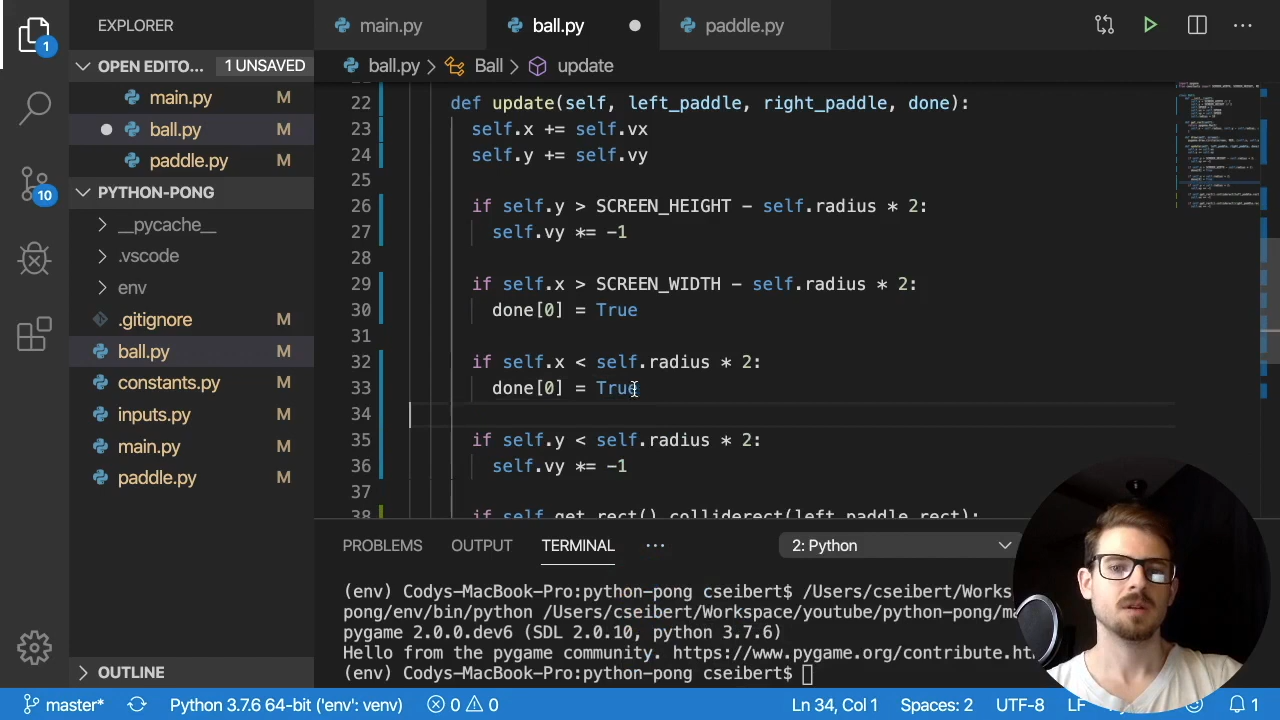 EXPLORER
main.py
ball.py
paddle.py
1
OPEN EDITO...
1 UNSAVED
main.py M
ball.py M
paddle.py M
PYTHON-PONG
10
__pycache__
.vscode
env
.gitignore M
ball.py M
constants.py M
inputs.py M
main.py M
paddle.py M
OUTLINE
ball.py > Ball > update
22 def update(self, left_paddle, right_paddle, done):
23 self.x += self.vx
24 self.y += self.vy
25
26 if self.y > SCREEN_HEIGHT - self.radius * 2:
27 self.vy *= -1
28
29 if self.x > SCREEN_WIDTH - self.radius * 2:
30 done[0] = True
31
32 if self.x < self.radius * 2:
33 done[0] = True
34
35 if self.y < self.radius * 2:
36 self.vy *= -1
37
38 if self.get_rect().colliderect(left_paddle.rect):
PROBLEMS OUTPUT TERMINAL ... 2: Python
(env) Codys-MacBook-Pro:python-pong cseibert$ /Users/cseibert/Works
pong/env/bin/python /Users/cseibert/Workspace/youtube/python-pong/ma
pygame 2.0.0.dev6 (SDL 2.0.10, python 3.7.6)
Hello from the pygame community. https://www.pygame.org/contribute.ht
(env) Codys-MacBook-Pro:python-pong cseibert$
master* Python 3.7.6 64-bit ('env': venv) 0 0 Ln 34, Col 1 Spaces: 2 UTF-8 LF 1